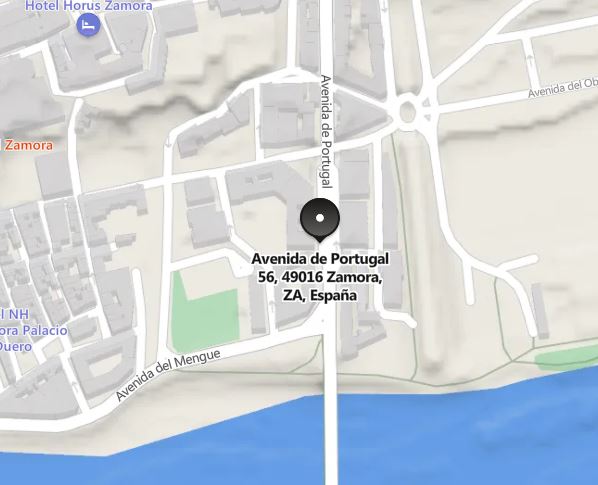 Hotel Horus Zamora
Avenida de Portugal
Avenida del Ob
Zamora
Avenida de Portugal
56, 49016 Zamora,
ZA, España
l NH
ora Palacio
Duero
Avenida del Mengue